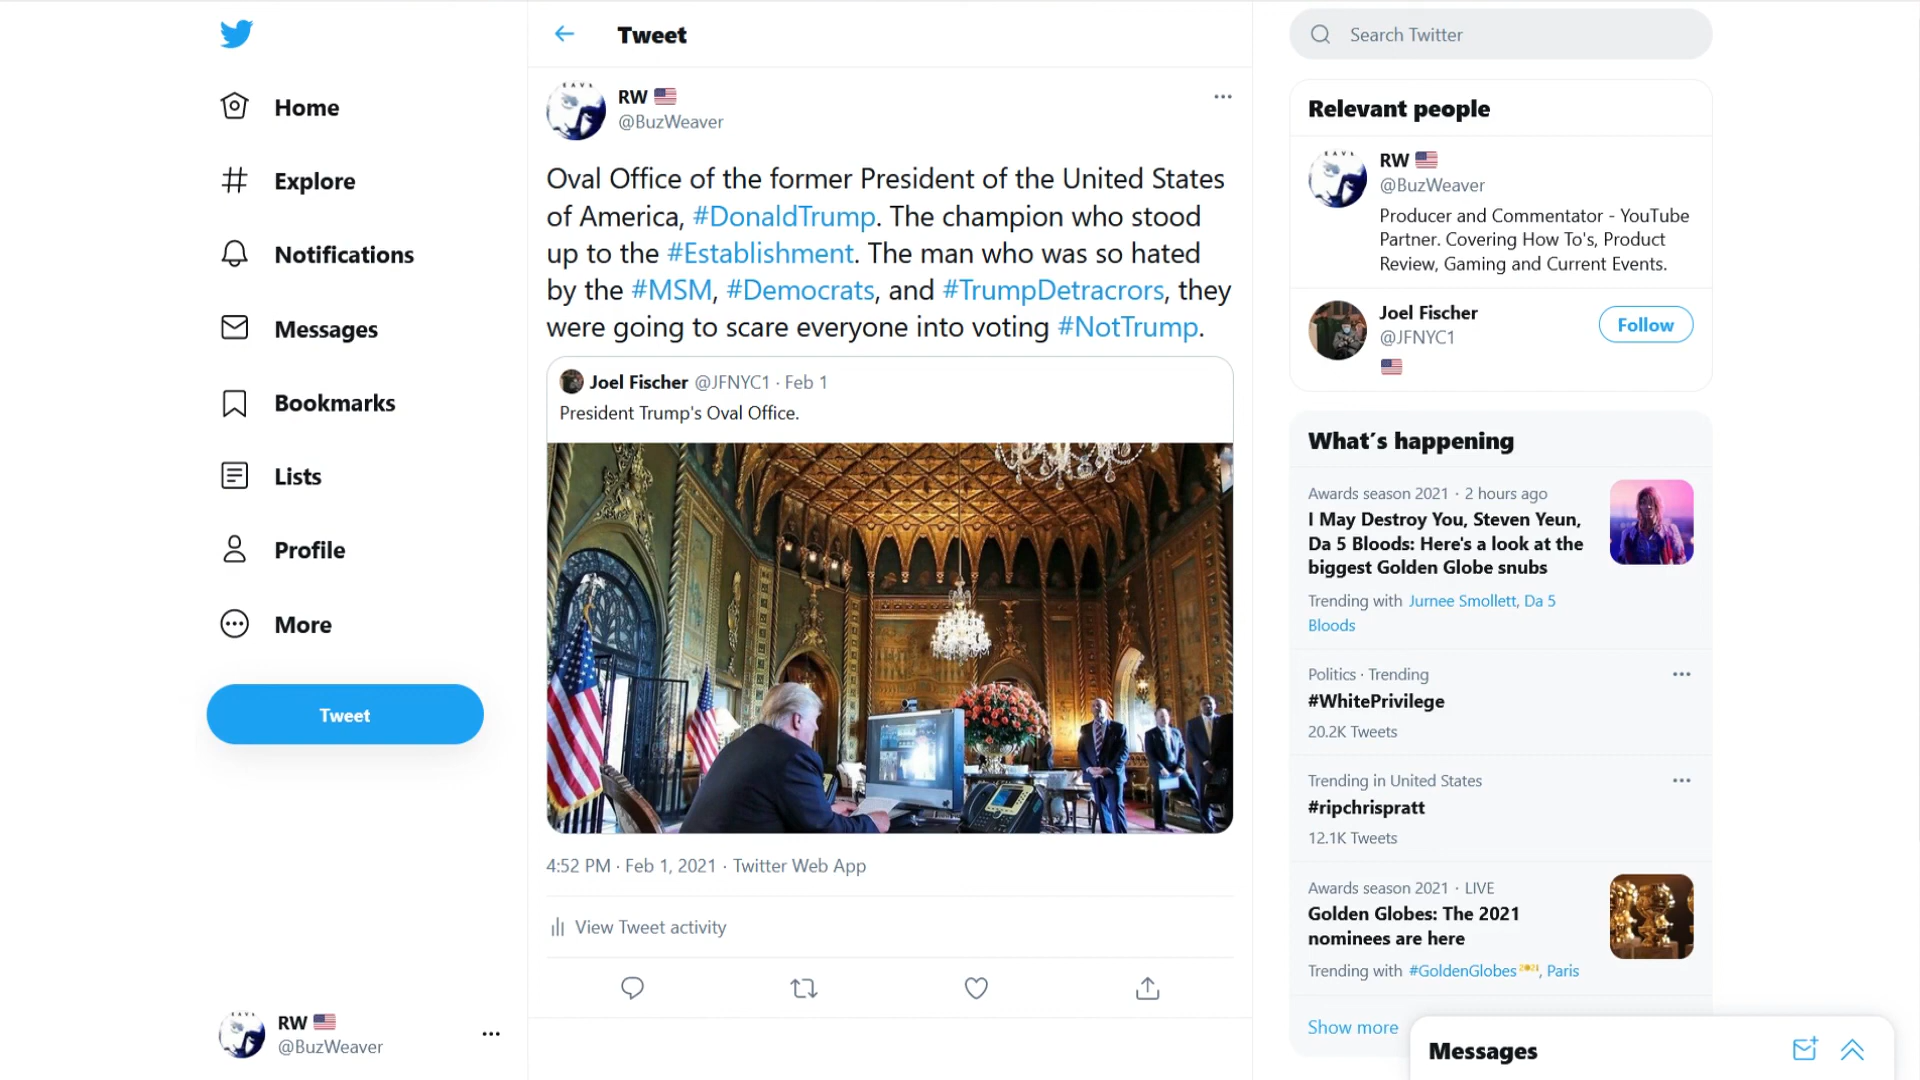 Home
Explore
Notifications
Messages
Bookmarks
Lists
Profile
More
Tweet
RW
@BuzWeaver
Tweet
RW
@BuzWeaver
Oval Office of the former President of the United States
of America, #DonaldTrump. The champion who stood
up to the #Establishment. The man who was so hated
by the #MSM, #Democrats, and #TrumpDetracrors, they
were going to scare everyone into voting #NotTrump.
Joel Fischer @JFNYC1 · Feb 1
President Trump's Oval Office.
4:52 PM · Feb 1, 2021 · Twitter Web App
View Tweet activity
Search Twitter
Relevant people
RW
@BuzWeaver
Producer and Commentator - YouTube
Partner. Covering How To's, Product
Review, Gaming and Current Events.
Joel Fischer
@JFNYC1
Follow
What's happening
Awards season 2021 · 2 hours ago
I May Destroy You, Steven Yeun,
Da 5 Bloods: Here's a look at the
biggest Golden Globe snubs
Trending with Jurnee Smollett, Da 5
Bloods
Politics · Trending
#WhitePrivilege
20.2K Tweets
Trending in United States
#ripchrispratt
12.1K Tweets
Awards season 2021 · LIVE
Golden Globes: The 2021
nominees are here
Trending with #GoldenGlobes, Paris
Show more
Messages